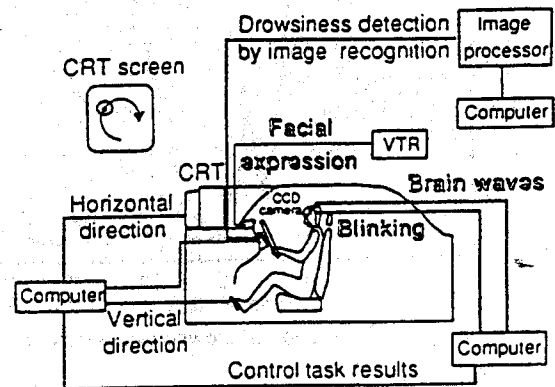 Drowsiness detection
by image recognition
Image
processor
CRT screen
Computer
Facial
expression
VTR
CRT
CCD
camera
Brain waves
Horizontal
direction
Blinking
Computer
Vertical
direction
Computer
Control task results